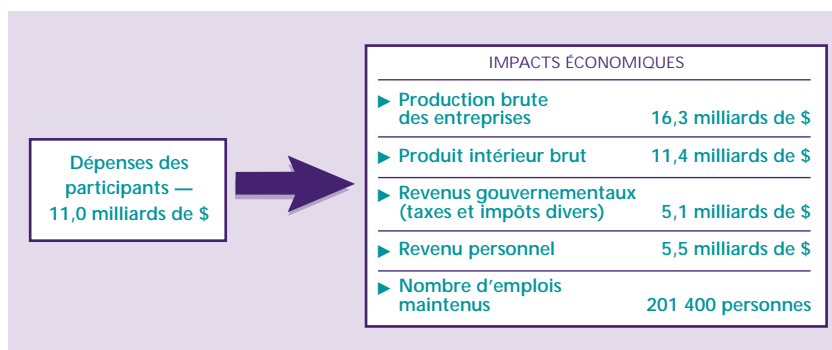 Dépenses des
participants —
11,0 milliards de $
IMPACTS ÉCONOMIQUES
▶ Production brute
des entreprises 16,3 milliards de $
▶ Produit intérieur brut 11,4 milliards de $
▶ Revenus gouvernementaux
(taxes et impôts divers) 5,1 milliards de $
▶ Revenu personnel 5,5 milliards de $
▶ Nombre d'emplois
maintenus 201 400 personnes